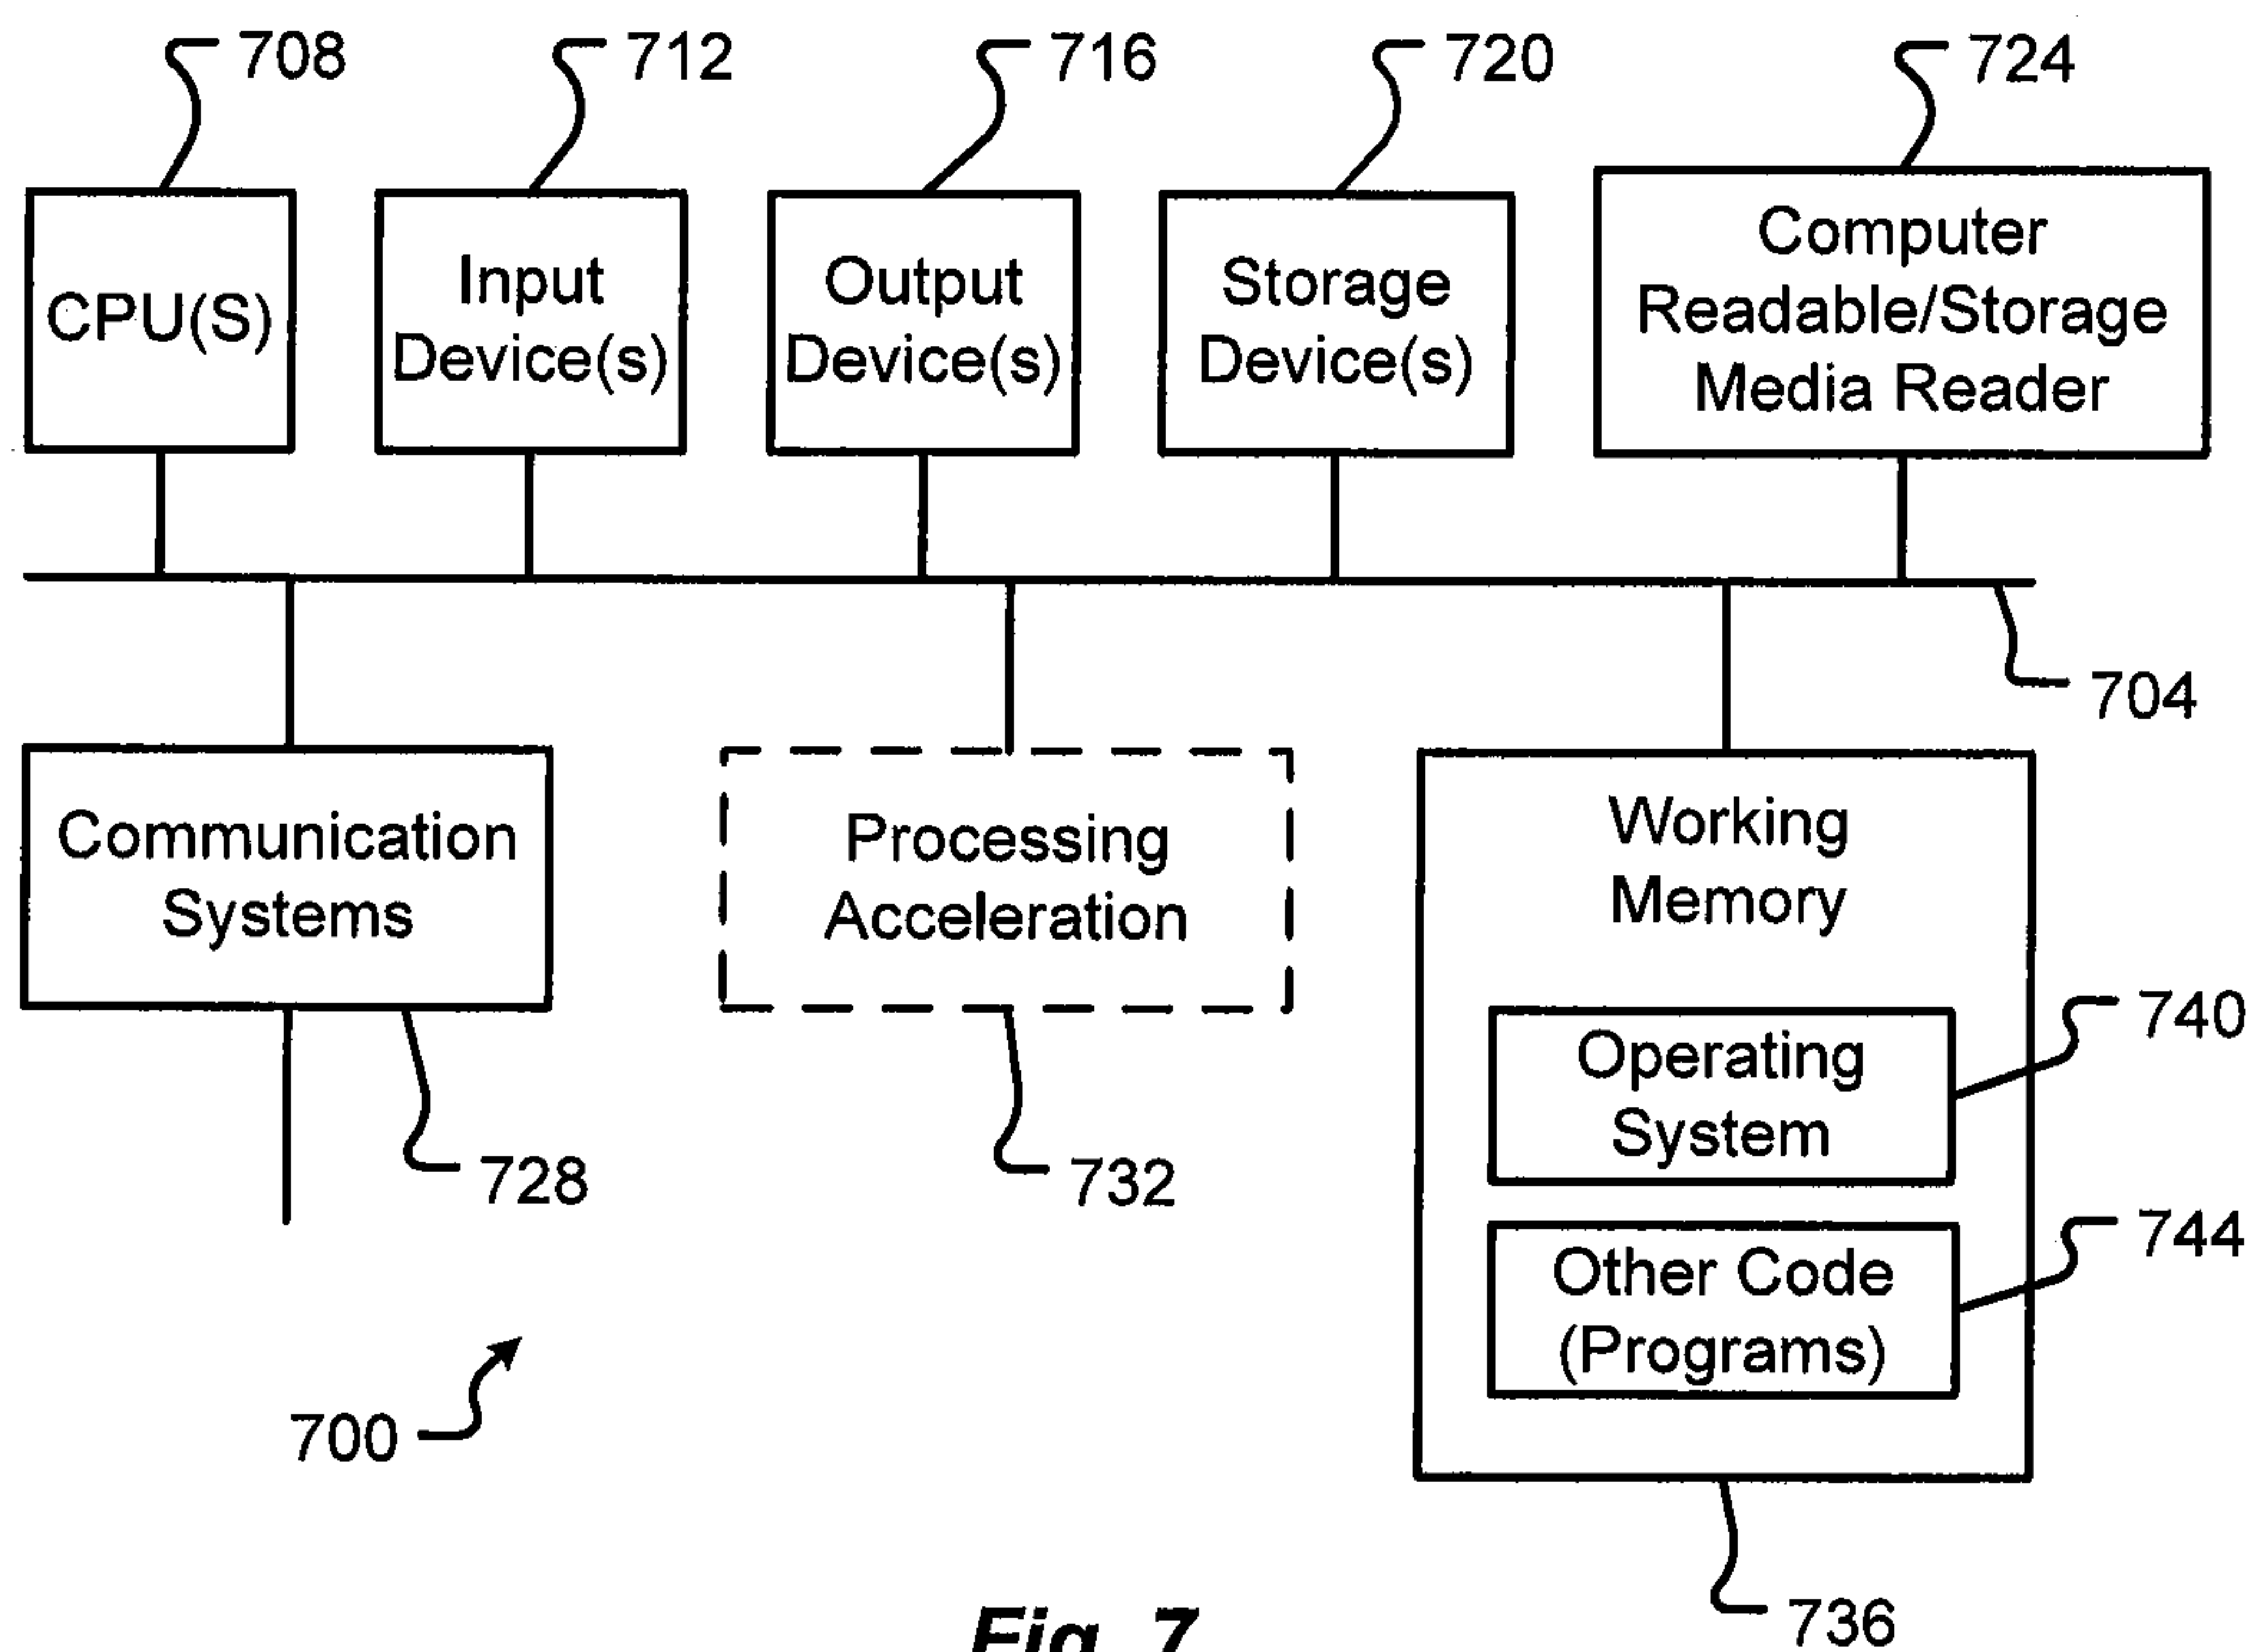 708
712
716
720
724
CPU(S)
Input
Device(s)
Output
Device(s)
Storage
Device(s)
Computer
Readable/Storage
Media Reader
704
Communication
Systems
728
Processing
Acceleration
732
Working
Memory
Operating
System
740
Other Code
(Programs)
744
736
700
Fig. 7